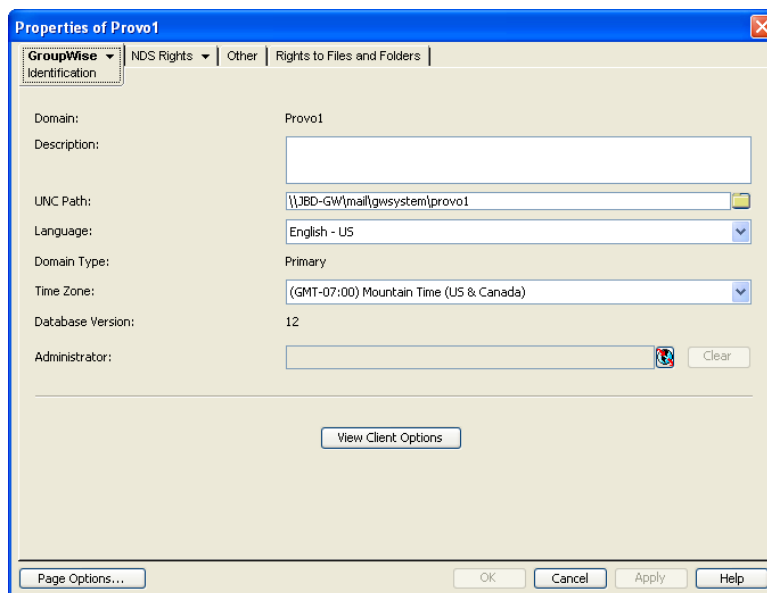 Properties of Provo1
GroupWise NDS Rights Other Rights to Files and Folders
Identification
Domain: Provo1
Description:
UNC Path: \\JBD-GW\mail\gwsystem\provo1
Language: English - US
Domain Type: Primary
Time Zone: (GMT-07:00) Mountain Time (US & Canada)
Database Version: 12
Administrator: Clear
View Client Options
Page Options... OK Cancel Apply Help